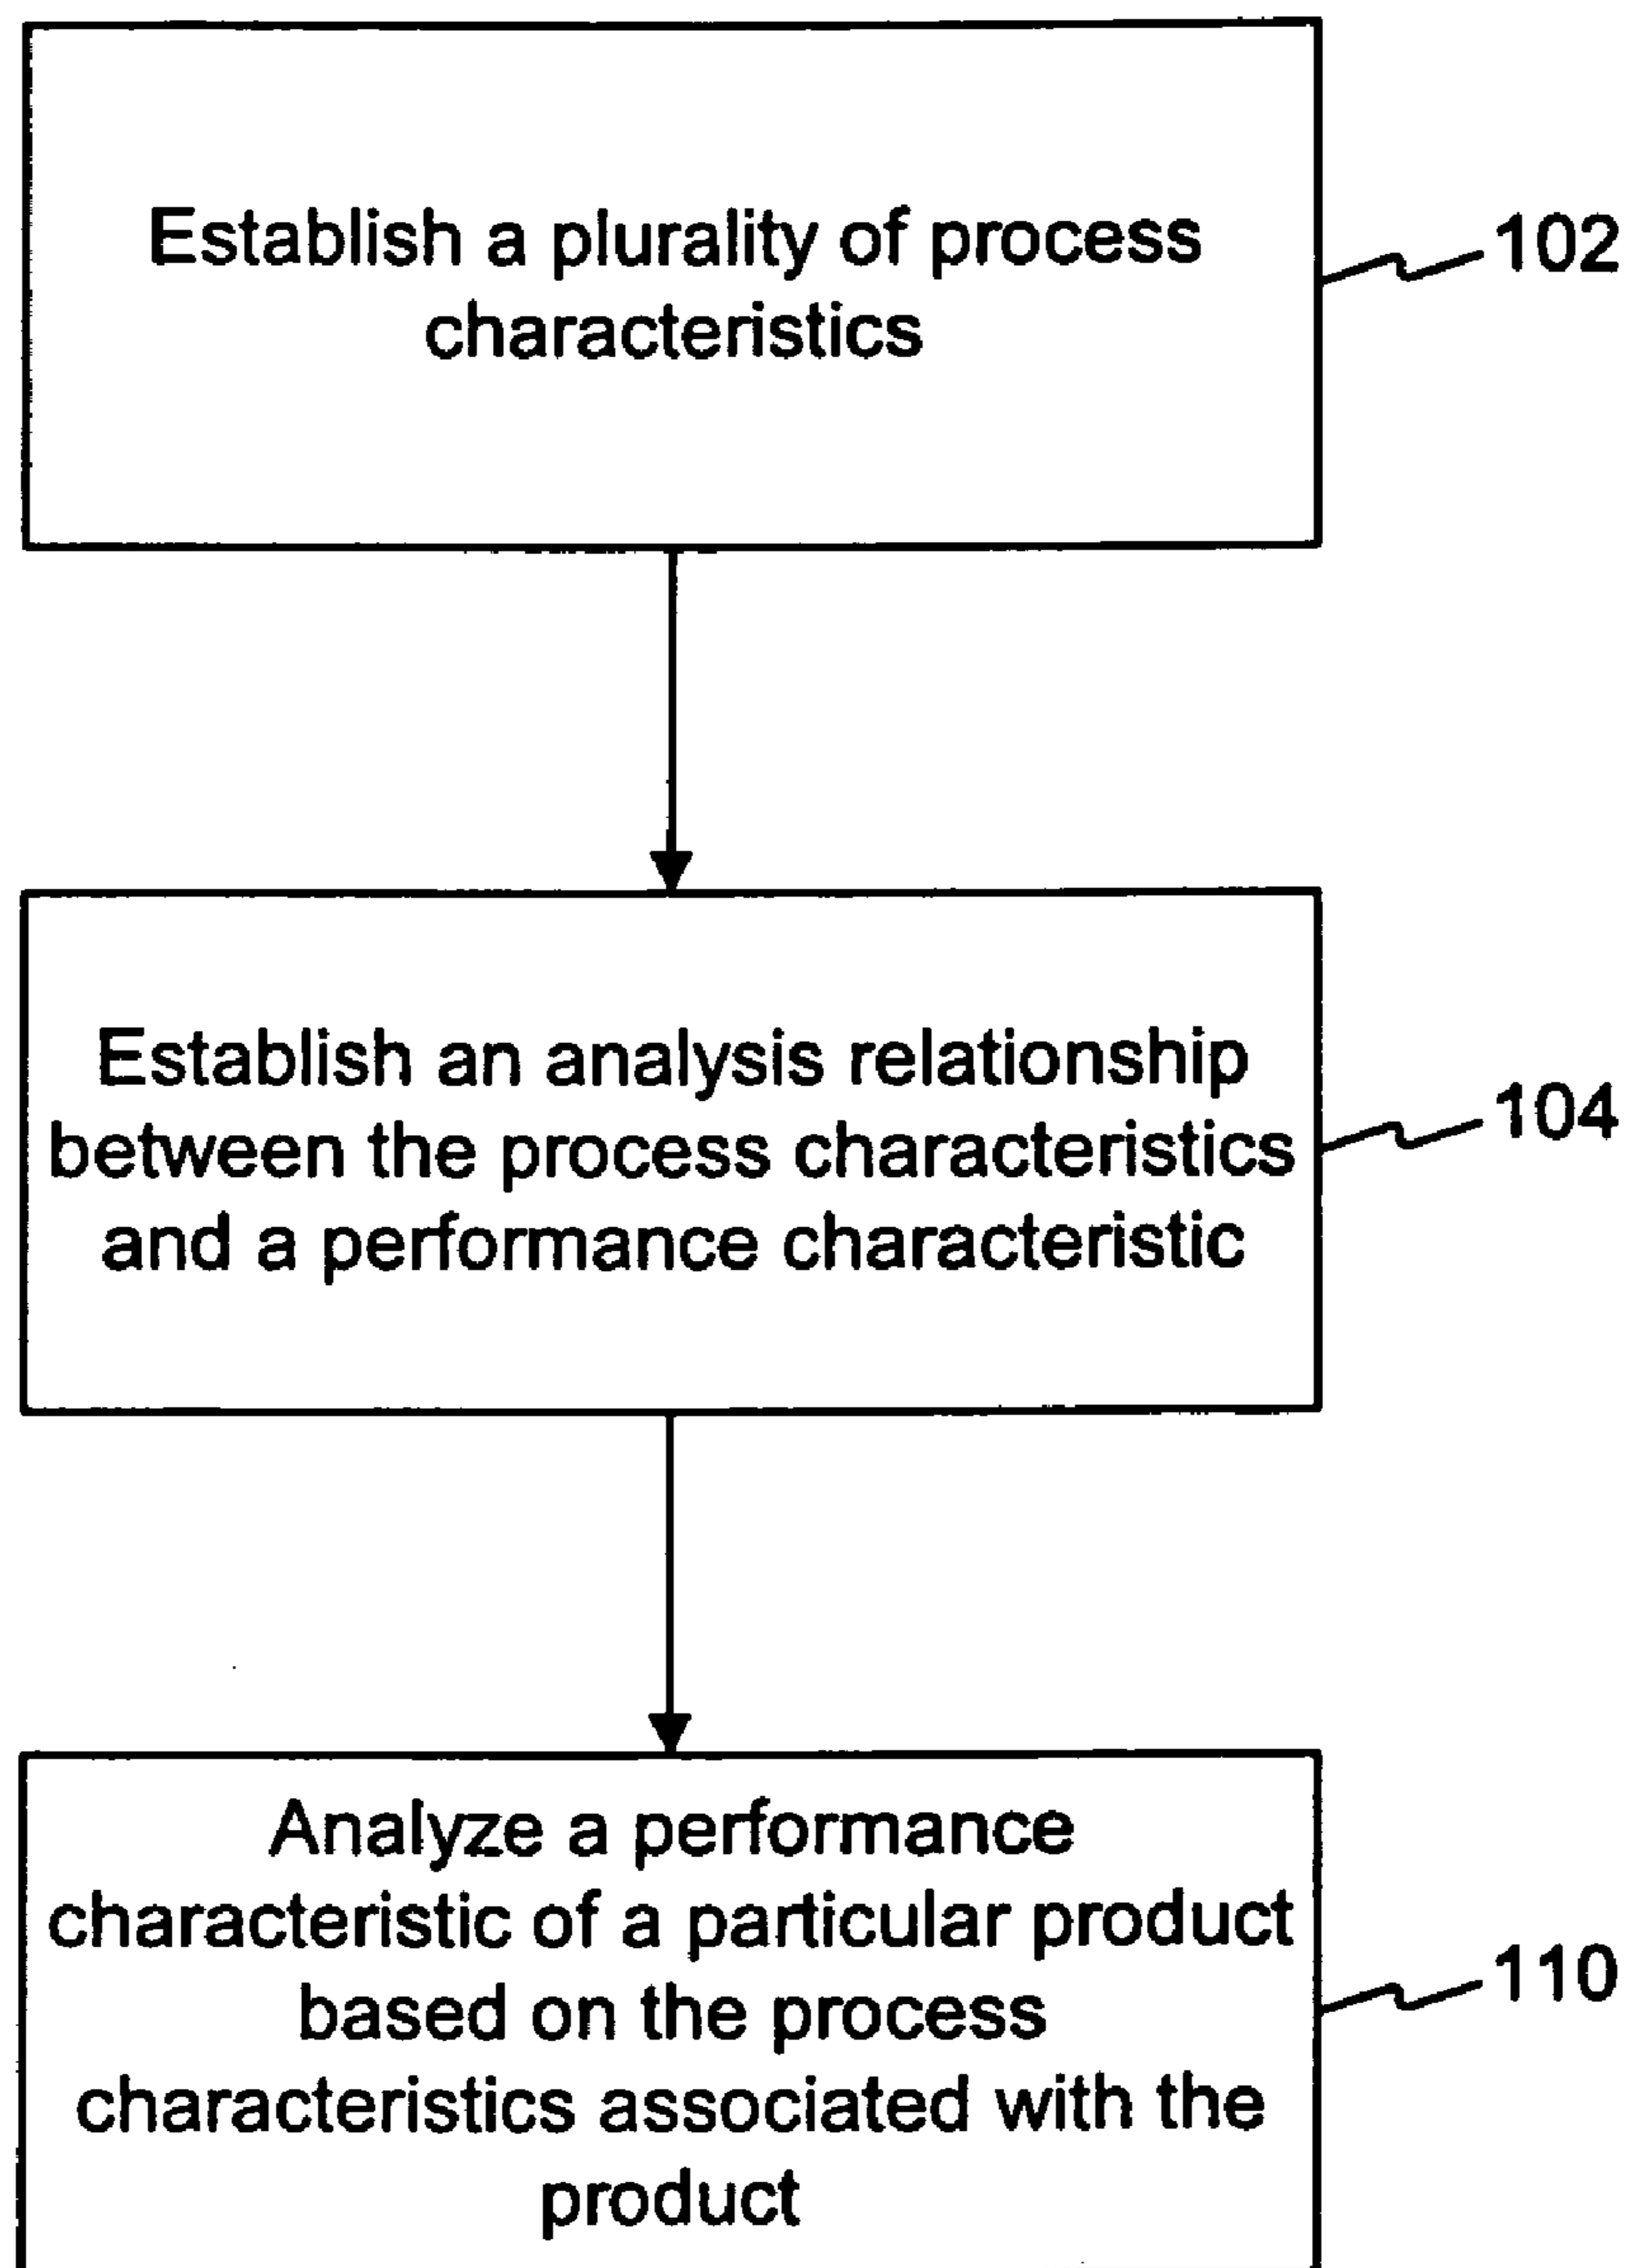 Establish a plurality of process
characteristics
102
Establish an analysis relationship
between the process characteristics
and a performance characteristic
104
Analyze a performance
characteristic of a particular product
based on the process
characteristics associated with the
product
110